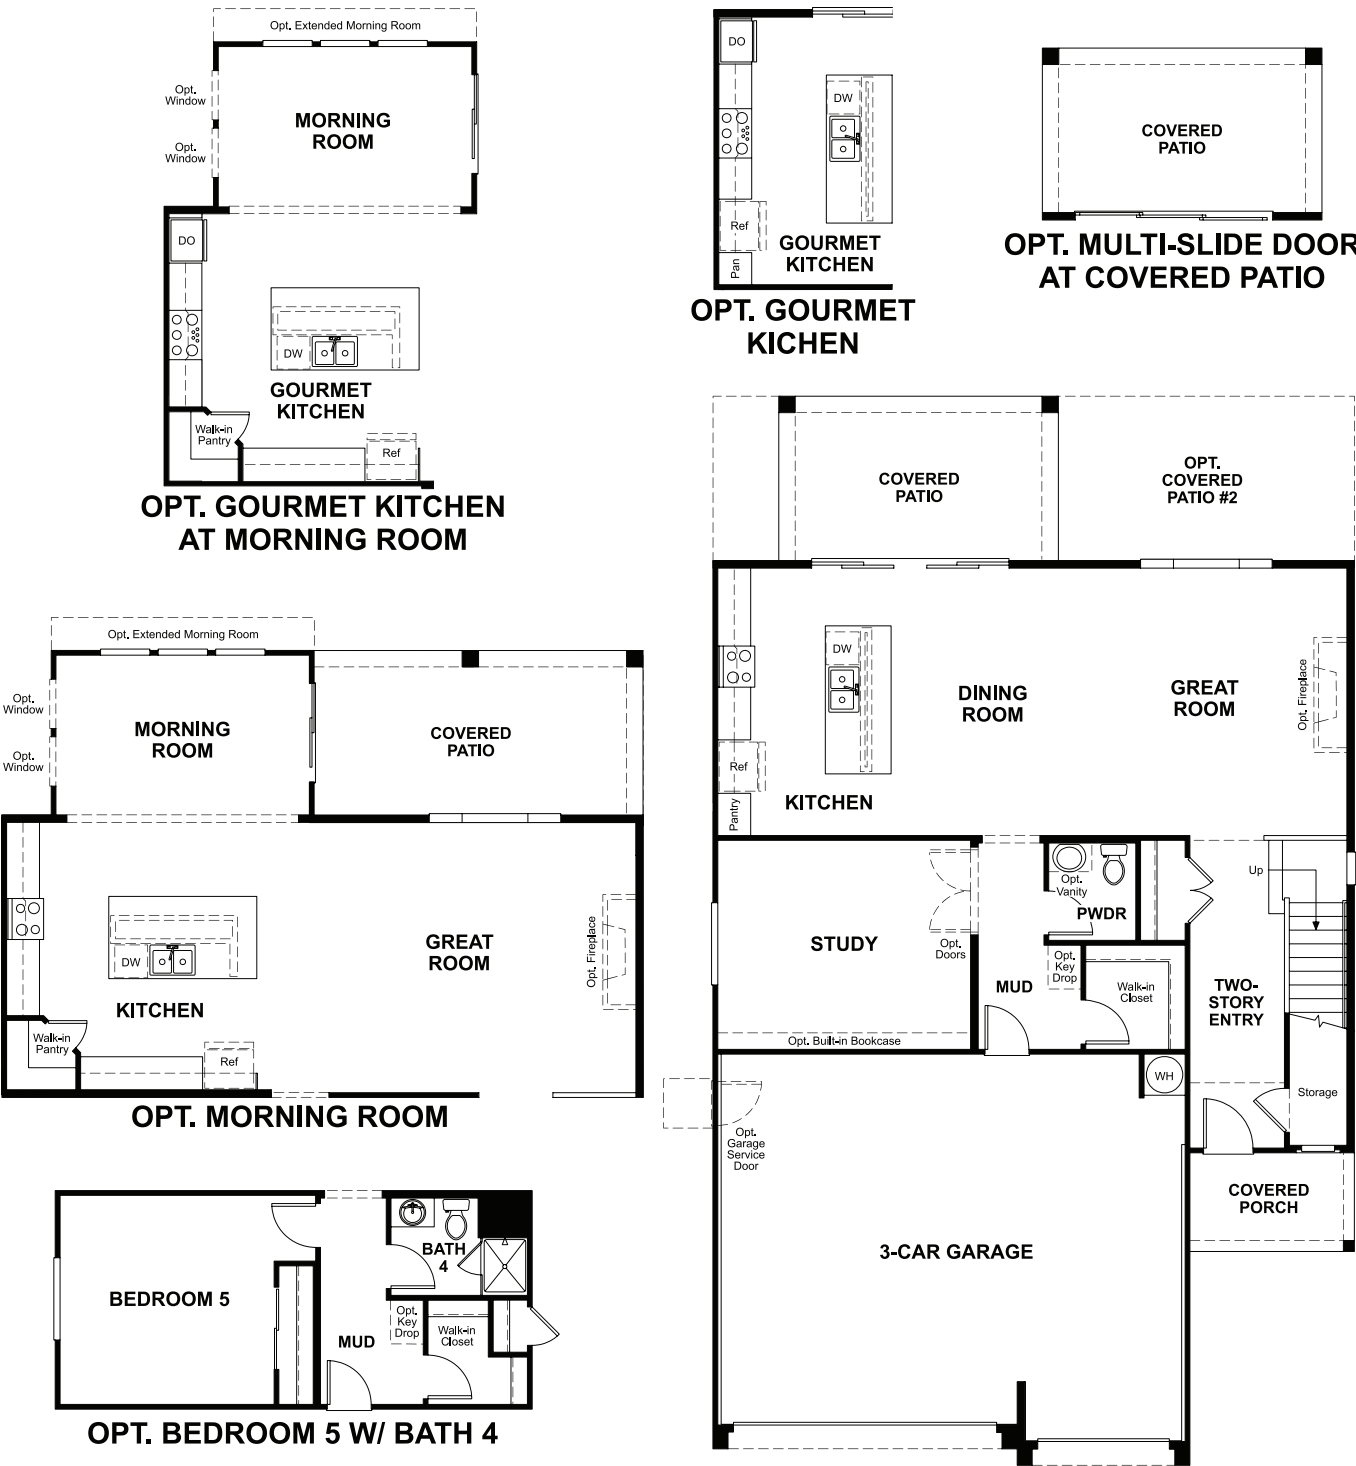 Opt. Extended Morning Room
Opt.
Window
Opt.
Window
MORNING
ROOM
DO
DW
GOURMET
KITCHEN
Walk-in
Pantry
Ref
OPT. GOURMET KITCHEN
AT MORNING ROOM
DO
DW
Ref
Pan
GOURMET
KITCHEN
OPT. GOURMET
KICHEN
COVERED
PATIO
OPT. MULTI-SLIDE DOOR
AT COVERED PATIO
Opt. Extended Morning Room
Opt.
Window
Opt.
Window
MORNING
ROOM
COVERED
PATIO
DW
KITCHEN
GREAT
ROOM
Opt. Fireplace
Walk-in
Pantry
Ref
OPT. MORNING ROOM
BEDROOM 5
BATH
4
MUD
Opt.
Key
Drop
Walk-in
Closet
OPT. BEDROOM 5 W/ BATH 4
COVERED
PATIO
OPT.
COVERED
PATIO #2
DW
Ref
Pantry
KITCHEN
DINING
ROOM
GREAT
ROOM
Opt. Fireplace
STUDY
Opt.
Doors
Opt. Built-in Bookcase
Opt.
Vanity
PWDR
MUD
Opt.
Key
Drop
Walk-in
Closet
Up
TWO-
STORY
ENTRY
WH
Storage
Opt.
Garage
Service
Door
3-CAR GARAGE
COVERED
PORCH